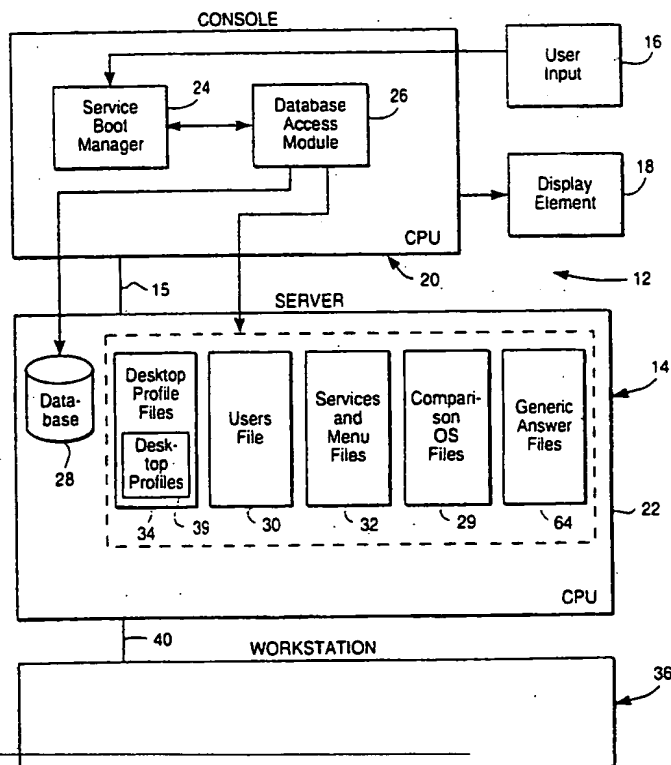 CONSOLE
User
Input
16
Service
Boot
Manager
24
Database
Access
Module
26
Display
Element
18
CPU
20
12
15
SERVER
14
Data-
base
28
Desktop
Profile
Files
Desk-
top
Profiles
34
39
Users
File
30
Services
and
Menu
Files
32
Compari-
son
OS
Files
29
Generic
Answer
Files
64
22
CPU
40
WORKSTATION
36